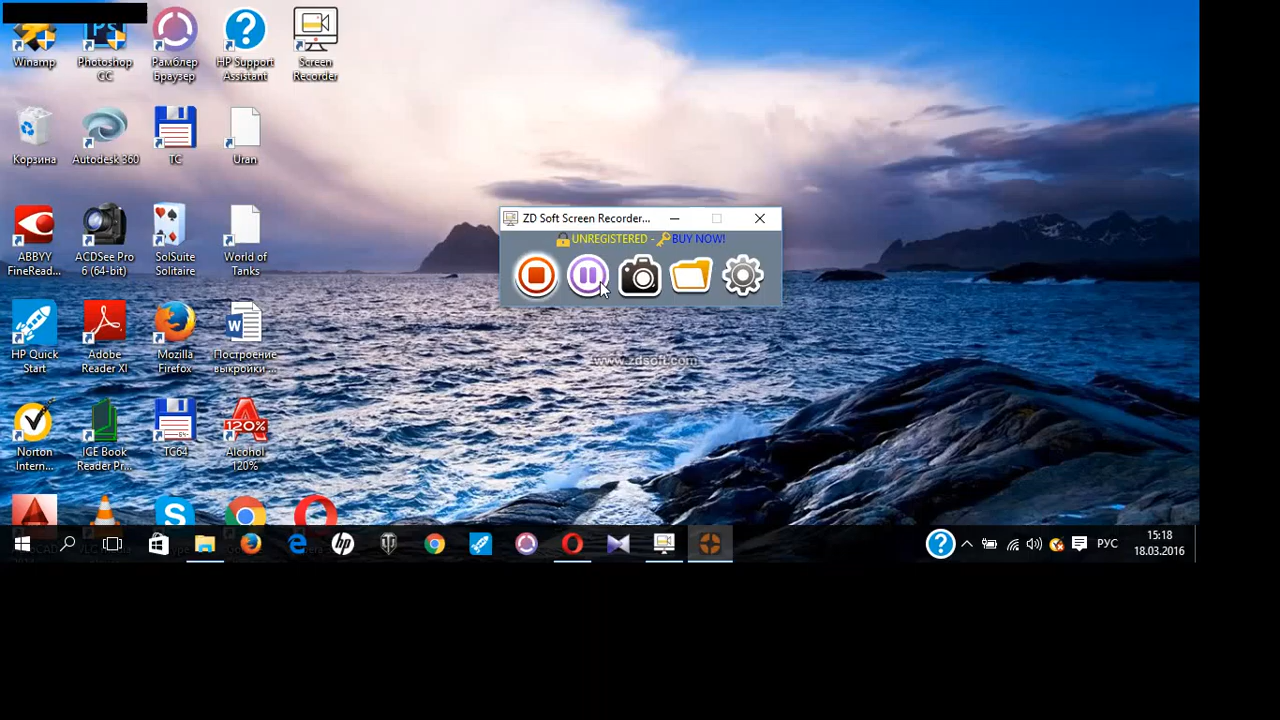 Winamp
Photoshop
CC
Рамблер
Браузер
HP Support
Assistant
Screen
Recorder
Корзина
Autodesk 360
TC
Uran
ABBYY
FineRead...
ACDSee Pro
6 (64-bit)
SolSuite
Solitaire
World of
Tanks
HP Quick
Start
Adobe
Reader XI
Mozilla
Firefox
Построение
выкройки ...
Norton
Intern...
ICE Book
Reader Pr...
TC64
Alcohol
120%
ZD Soft Screen Recorder...
UNREGISTERED - BUY NOW!
www.zdsoft.com
РУС
15:18
18.03.2016